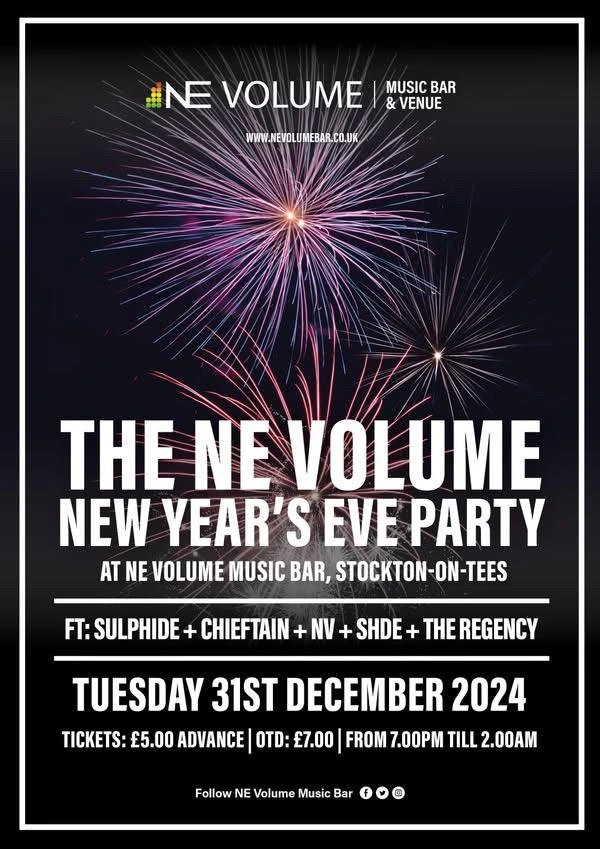 NE VOLUME | MUSIC BAR
& VENUE
WWW.NEVOLUMEBAR.CO.UK
THE NE VOLUME
NEW YEAR'S EVE PARTY
AT NE VOLUME MUSIC BAR, STOCKTON-ON-TEES
FT: SULPHIDE + CHIEFTAIN + NV + SHDE + THE REGENCY
TUESDAY 31ST DECEMBER 2024
TICKETS: £5.00 ADVANCE | OTD: £7.00 | FROM 7.00PM TILL 2.00AM
Follow NE Volume Music Bar